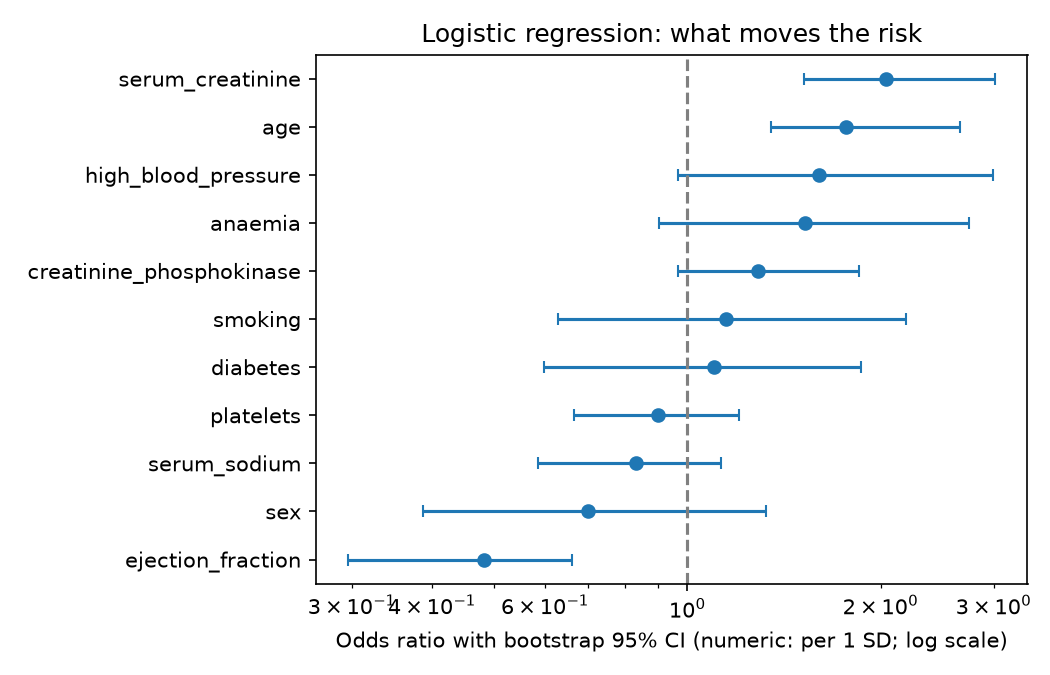 Logistic regression: what moves the risk
serum_creatinine
age
high_blood_pressure
anaemia
creatinine_phosphokinase
smoking
diabetes
platelets
serum_sodium
sex
ejection_fraction
3 × 10⁻¹ 4 × 10⁻¹ 6 × 10⁻¹ 10⁰ 2 × 10⁰ 3 × 10⁰
Odds ratio with bootstrap 95% CI (numeric: per 1 SD; log scale)